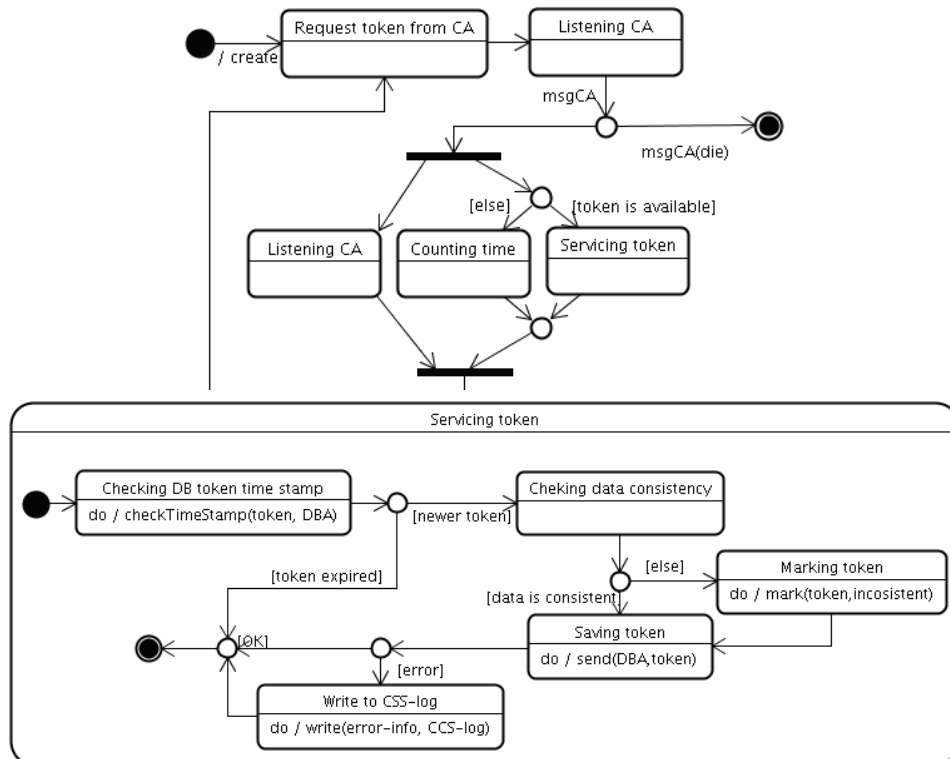 Request token from CA
Listening CA
/ create
msgCA
msgCA(die)
[else]
[token is available]
Listening CA
Counting time
Servicing token
Servicing token
Checking DB token time stamp
do / checkTimeStamp(token, DBA)
[newer token]
Cheking data consistency
[token expired]
[else]
Marking token
do / mark(token,incosistent)
[data is consistent]
Saving token
do / send(DBA,token)
[OK]
[error]
Write to CSS-log
do / write(error-info, CCS-log)